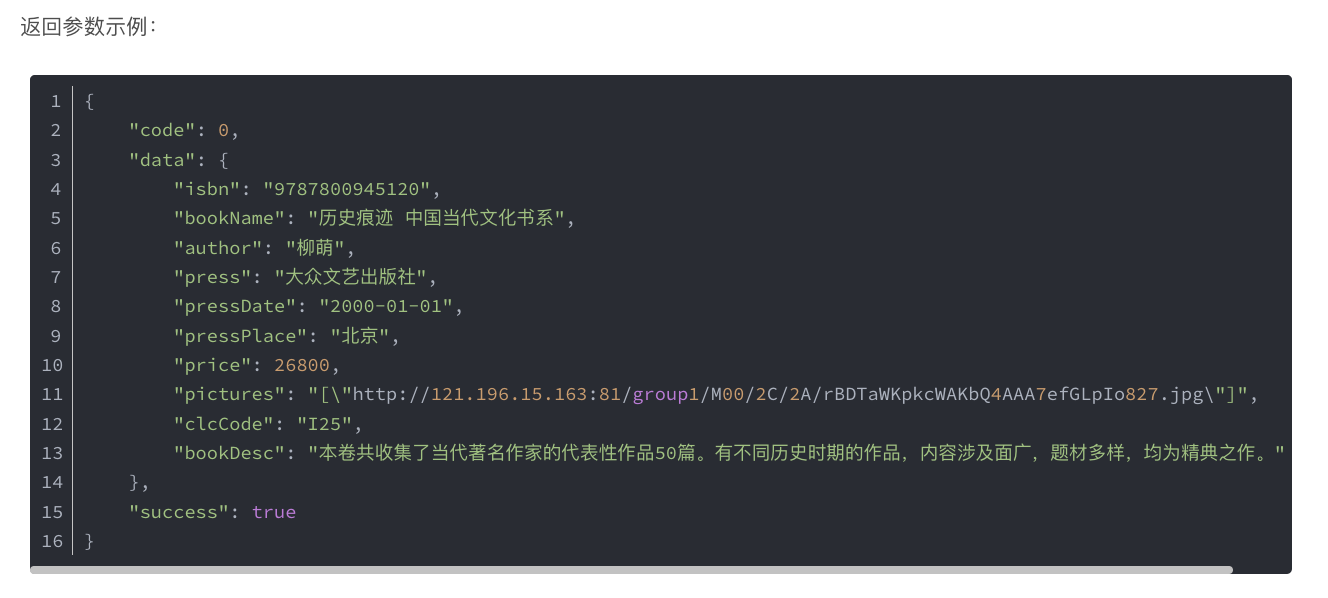 返回参数示例：
1 {
2     "code": 0,
3     "data": {
4         "isbn": "9787800945120",
5         "bookName": "历史痕迹 中国当代文化书系",
6         "author": "柳萌",
7         "press": "大众文艺出版社",
8         "pressDate": "2000-01-01",
9         "pressPlace": "北京",
10         "price": 26800,
11         "pictures": "[\"http://121.196.15.163:81/group1/M00/2C/2A/rBDTaWKpkcWAKbQ4AAA7efGLpIo827.jpg\"]",
12         "clcCode": "I25",
13         "bookDesc": "本卷共收集了当代著名作家的代表性作品50篇。有不同历史时期的作品，内容涉及面广，题材多样，均为精典之作。"
14     },
15     "success": true
16 }